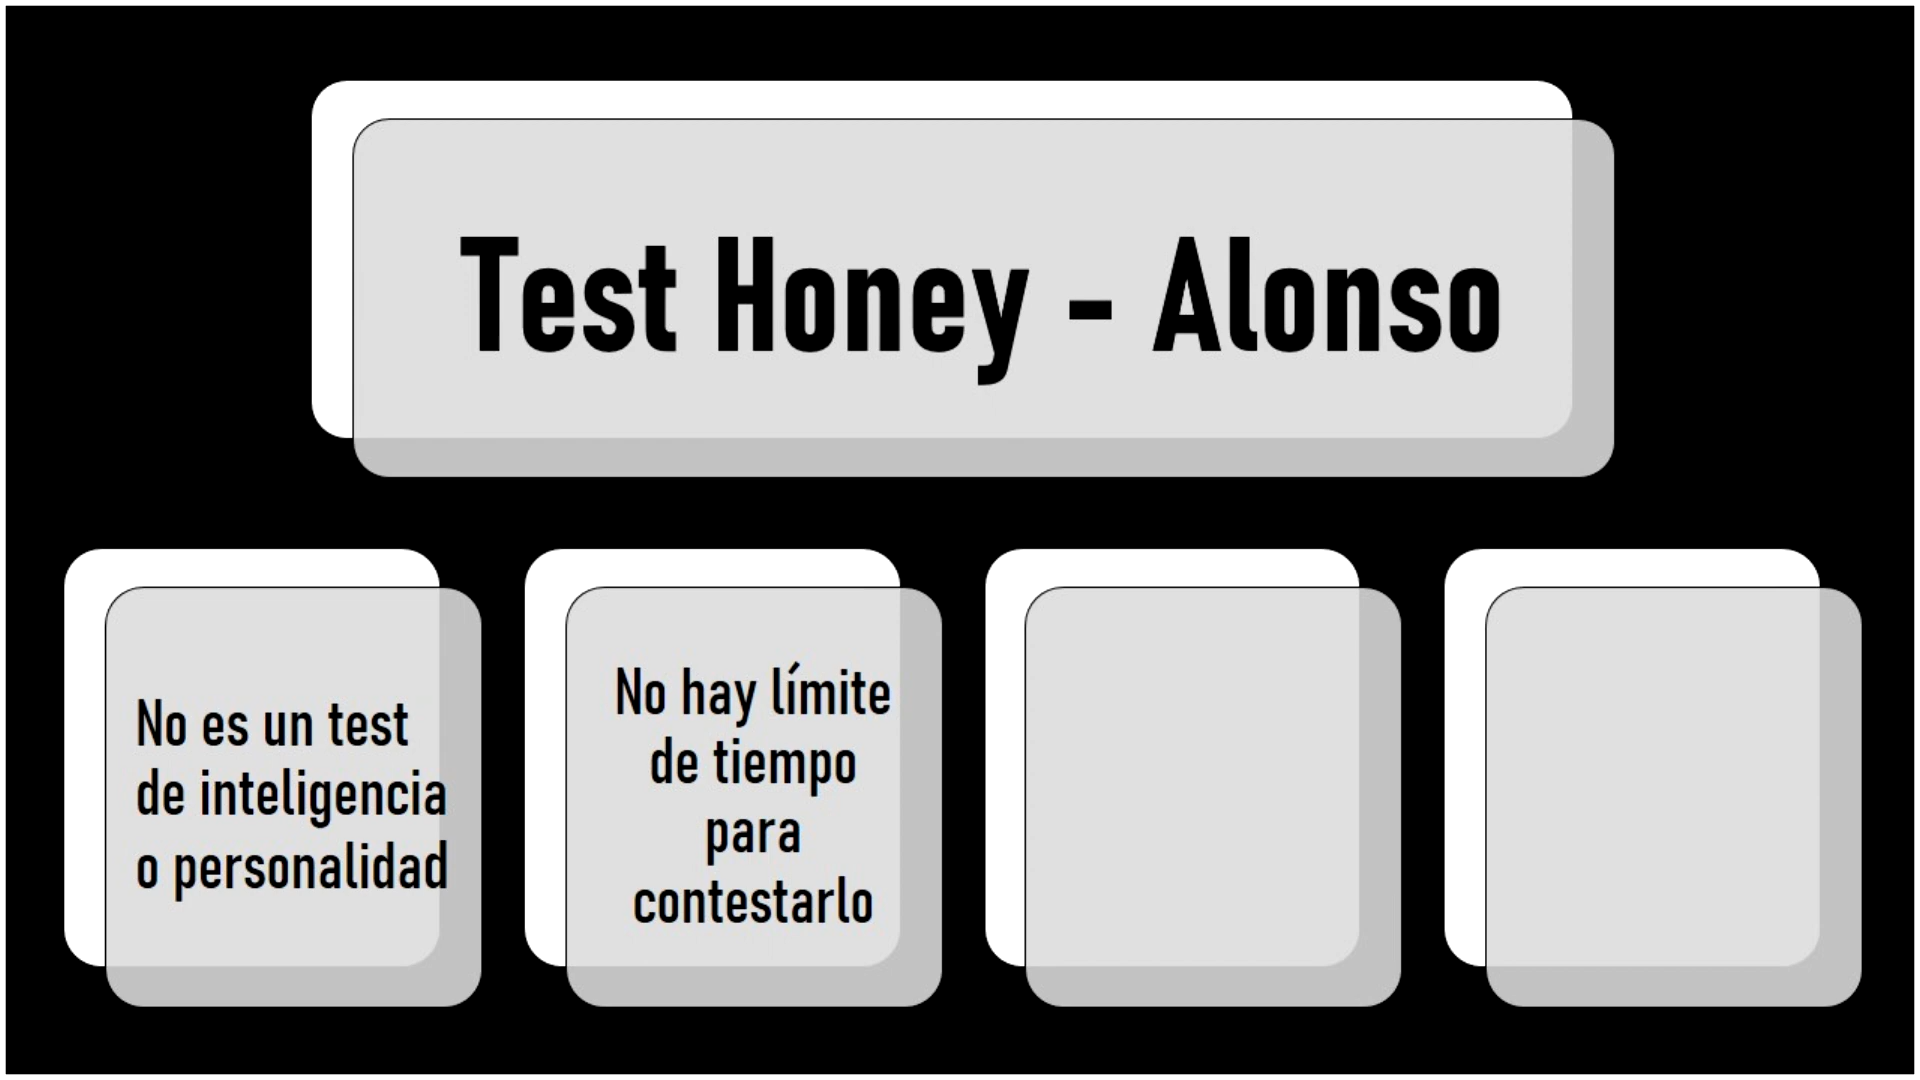 Test Honey - Alonso
No es un test
de inteligencia
o personalidad
No hay límite
de tiempo
para
contestarlo